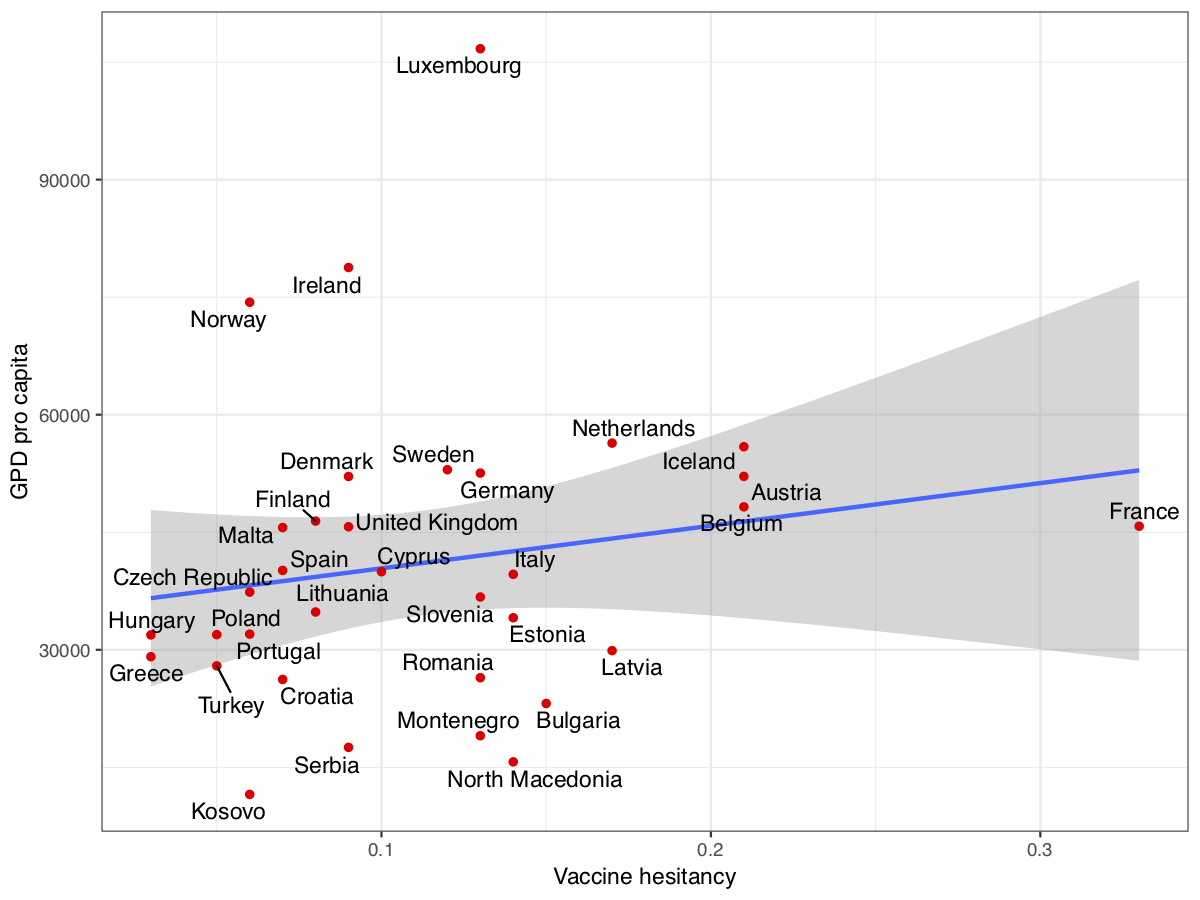 Luxembourg
90000
Ireland
Norway
60000
Netherlands
Sweden
Denmark
Iceland
Germany
Austria
Finland
France
United Kingdom
Belgium
Malta
Cyprus
Spain
Italy
Czech Republic
Lithuania
Slovenia
Hungary
Poland
Estonia
30000
Portugal
Romania
Latvia
Greece
Croatia
Turkey
Montenegro
Bulgaria
Serbia
North Macedonia
Kosovo
0.1
0.2
0.3
Vaccine hesitancy
GPD pro capita